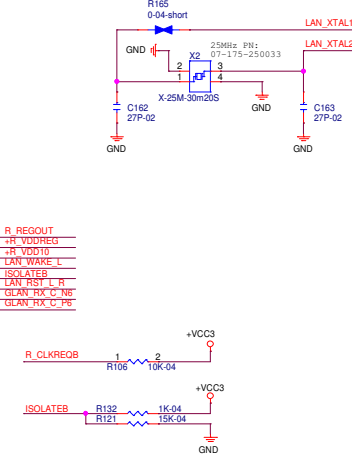 R165
0-04-short
LAN_XTAL1
25MHz PN:
07-175-250033
LAN_XTAL2
GND
X2
2 3
1 4
X-25M-30m20S
C162
27P-02
GND
C163
27P-02
GND
GND
R_REGOUT
+R_VDDREG
+R_VDD10
LAN_WAKE_L
ISOLATEB
LAN_RST_L_R
GLAN_RX_C_N6
GLAN_RX_C_P6
+VCC3
R_CLKREQB 1 2
R106 10K-04
+VCC3
ISOLATEB R132 1K-04
R121 15K-04
GND